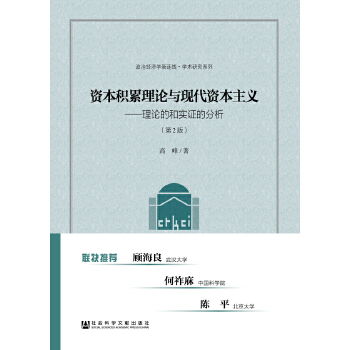 政治经济学新连线·学术研究系列
资本积累理论与现代资本主义
——理论的和实证的分析
（第2版）
高 峰/著
联袂推荐 顾海良 武汉大学
何祚庥 中国科学院
陈 平 北京大学
社会科学文献出版社
SOCIAL SCIENCES ACADEMIC PRESS (CHINA)